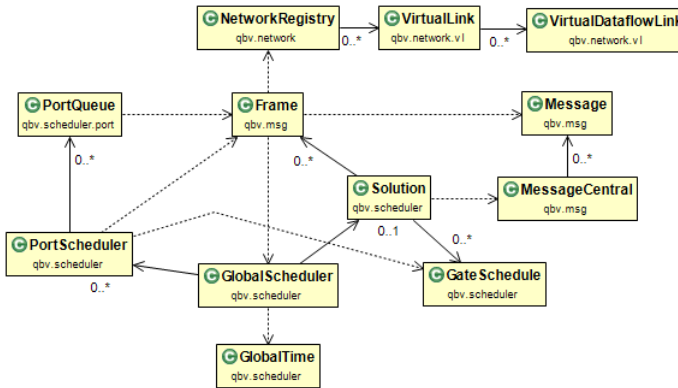 NetworkRegistry
qbv.network
0..*
VirtualLink
qbv.network.vl
0..*
VirtualDataflowLink
qbv.network.vl
PortQueue
qbv.scheduler.port
Frame
qbv.msg
Message
qbv.msg
0..*
0..*
0..*
Solution
qbv.scheduler
MessageCentral
qbv.msg
PortScheduler
qbv.scheduler
0..1
0..*
GlobalScheduler
qbv.scheduler
GateSchedule
qbv.scheduler
0..*
GlobalTime
qbv.scheduler